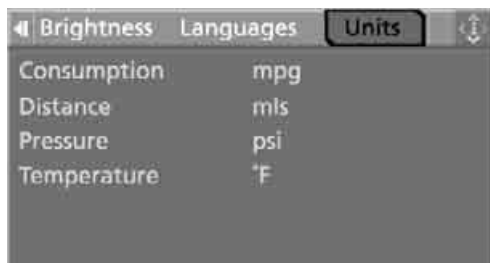 Brightness Languages Units
Consumption mpg
Distance mls
Pressure psi
Temperature °F